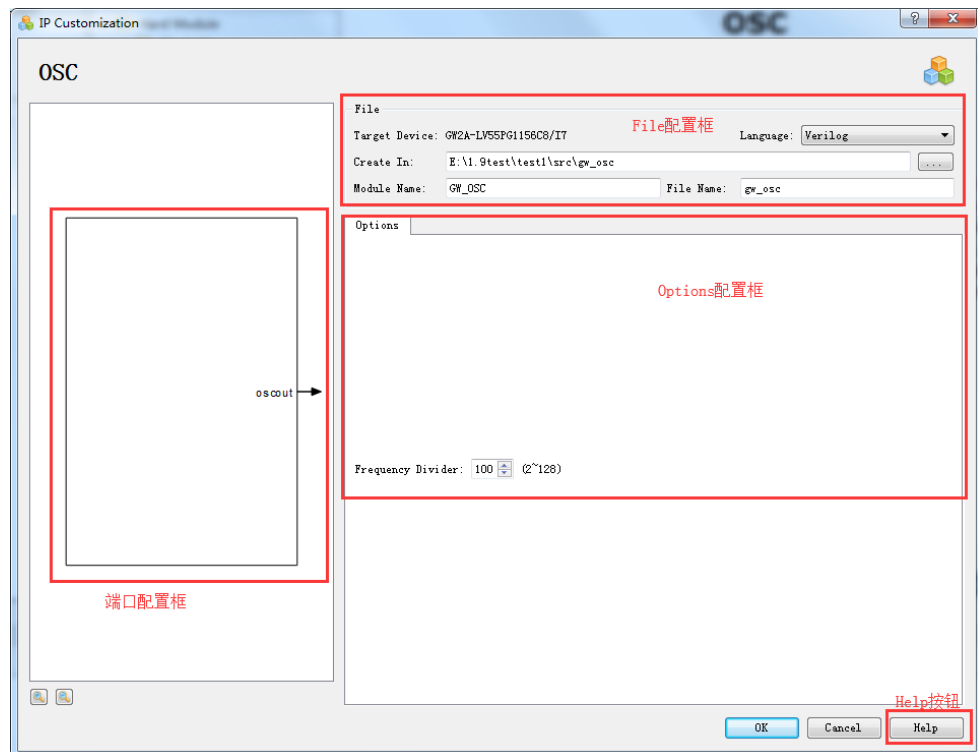 IP Customization
OSC
OSC
File
Target Device: GW2A-LV55PG1156C8/I7
File配置框
Language: Verilog
Create In: E:\1.9test\test1\src\gw_osc ...
Module Name: GW_OSC File Name: gw_osc
Options
Options配置框
oscout
Frequency Divider: 100 (2~128)
端口配置框
Help按钮
OK Cancel Help